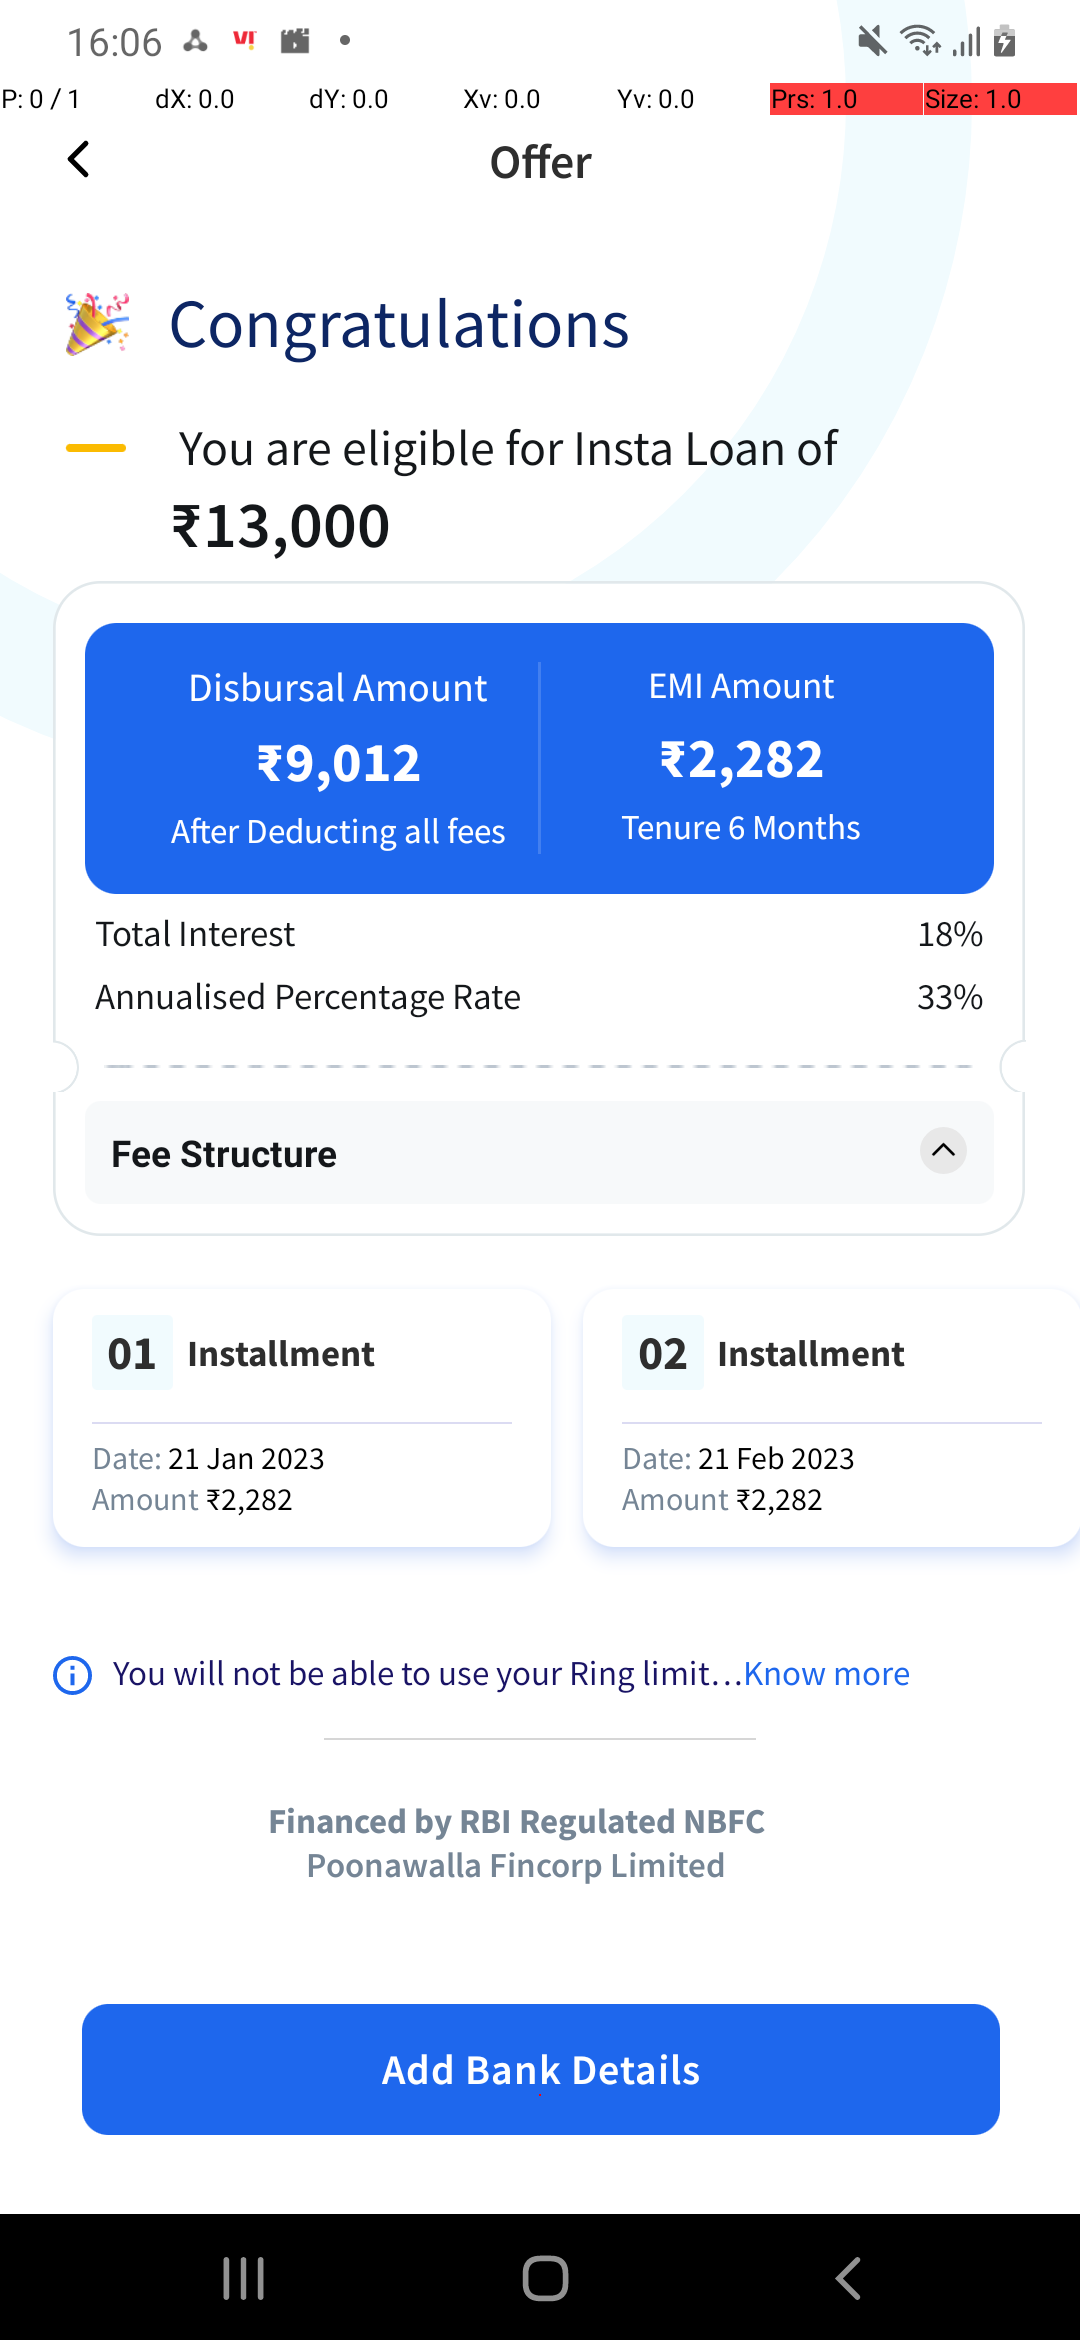 16:06 VI!
P: 0 / 1 dX: 0.0 dY: 0.0 Xv: 0.0 Yv: 0.0 Prs: 1.0 Size: 1.0
Offer
Congratulations
You are eligible for Insta Loan of
₹13,000
Disbursal Amount EMI Amount
₹9,012 ₹2,282
After Deducting all fees Tenure 6 Months
Total Interest 18%
Annualised Percentage Rate 33%
Fee Structure
01 Installment 02 Installment
Date: 21 Jan 2023 Date: 21 Feb 2023
Amount ₹2,282 Amount ₹2,282
You will not be able to use your Ring limit...Know more
Financed by RBI Regulated NBFC
Poonawalla Fincorp Limited
Add Bank Details